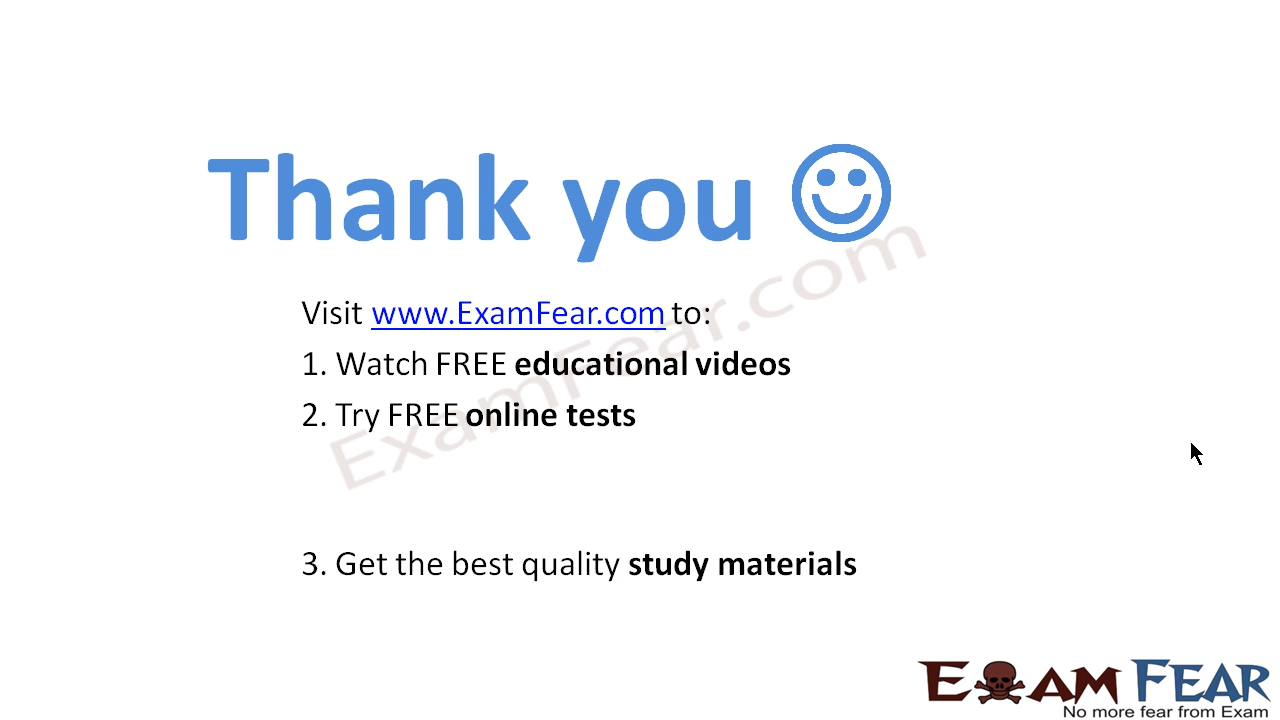 Thank you
Visit www.ExamFear.com to:
1. Watch FREE educational videos
2. Try FREE online tests
3. Get the best quality study materials
ExamFear.com
EXAM FEAR
No more fear from Exam